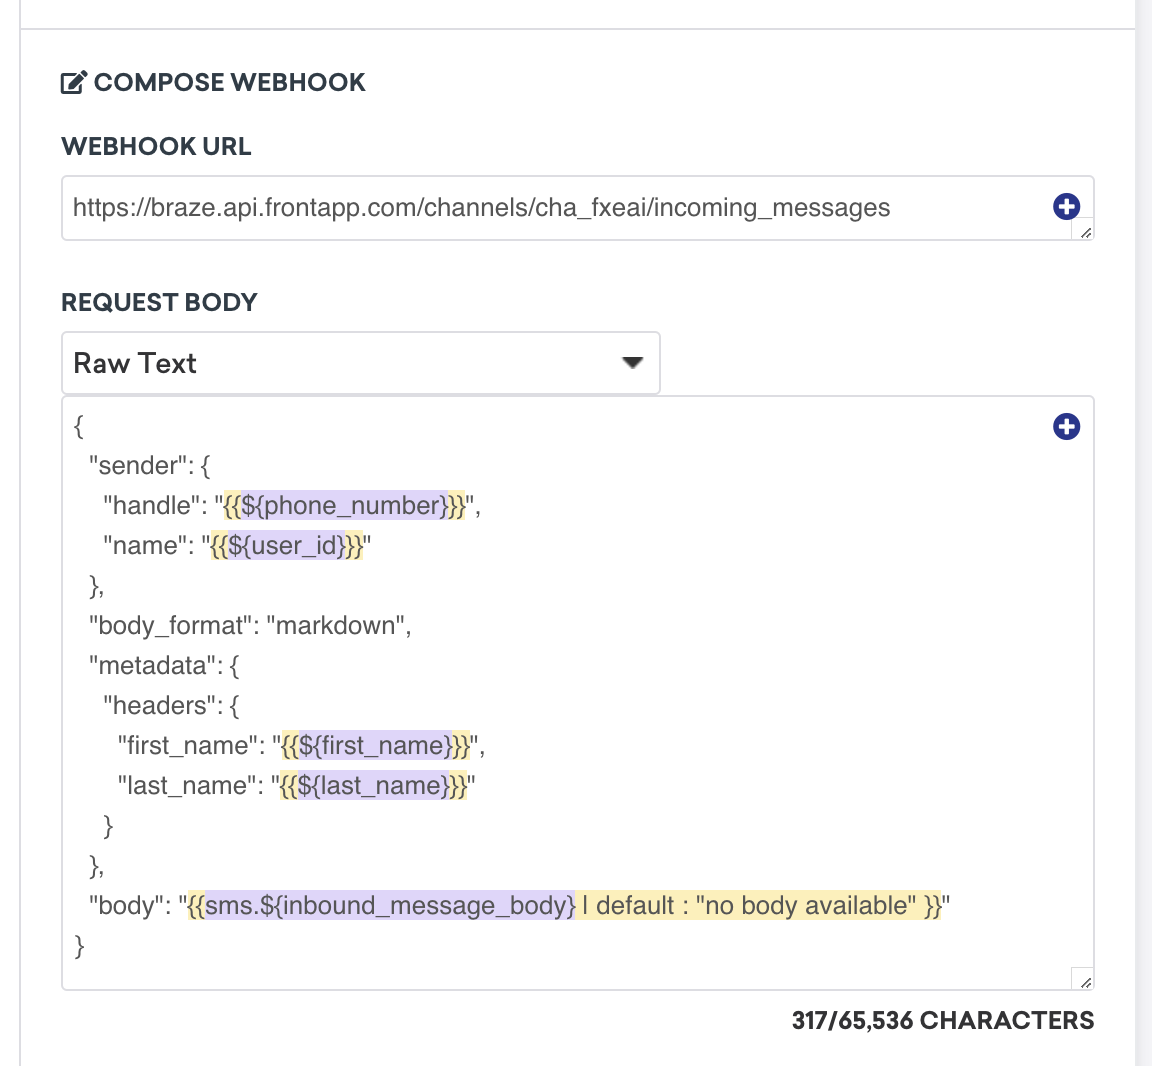 COMPOSE WEBHOOK
WEBHOOK URL
https://braze.api.frontapp.com/channels/cha_fxeai/incoming_messages
REQUEST BODY
Raw Text
{
  "sender": {
    "handle": "{{${phone_number}}}",
    "name": "{{${user_id}}}"
  },
  "body_format": "markdown",
  "metadata": {
    "headers": {
      "first_name": "{{${first_name}}}",
      "last_name": "{{${last_name}}}"
    }
  },
  "body": "{{sms.${inbound_message_body} | default : "no body available" }}"
}
317/65,536 CHARACTERS